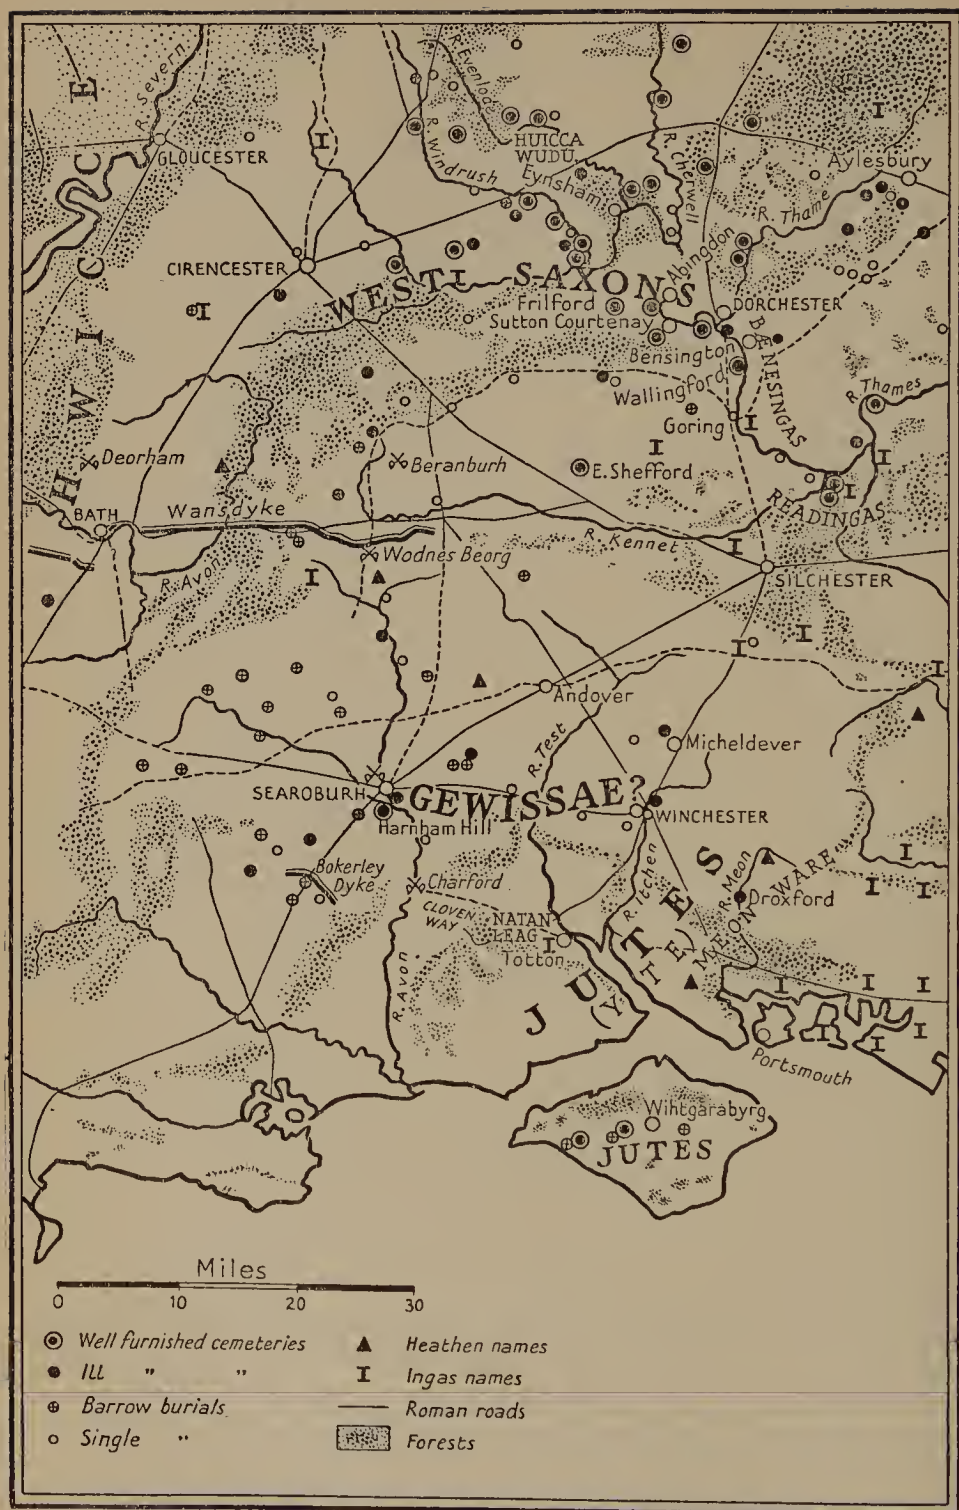 R. Severn
R. Evenlode
GLOUCESTER
R. Windrush
HUICCA
WUDU
Eynsham
R. Cherwell
Aylesbury
R. Thame
HWICCE
CIRENCESTER
WEST SAXONS
Abingdon
Frilford
DORCHESTER
Sutton Courtenay
Bensington
BENESINGAS
Wallingford
R. Thames
Goring
Deorham
Beranburh
E. Shefford
BATH
Wansdyke
READINGAS
R. Kennet
R. Avon
Wodnes Beorg
SILCHESTER
Andover
R. Test
Micheldever
SEAROBURH
GEWISSAE?
WINCHESTER
Harnham Hill
Bokerley
Dyke
Charford
CLOVEN
WAY
NATAN
LEAG
Totton
R. Itchen
R. Meon
Droxford
MEON WARE
JUTES
(YTE)
R. Avon
Portsmouth
Wihtgarabyrg
JUTES
Miles
0 10 20 30
Well furnished cemeteries
Heathen names
Ill " "
I Ingas names
Barrow burials.
Roman roads
Single "
Forests